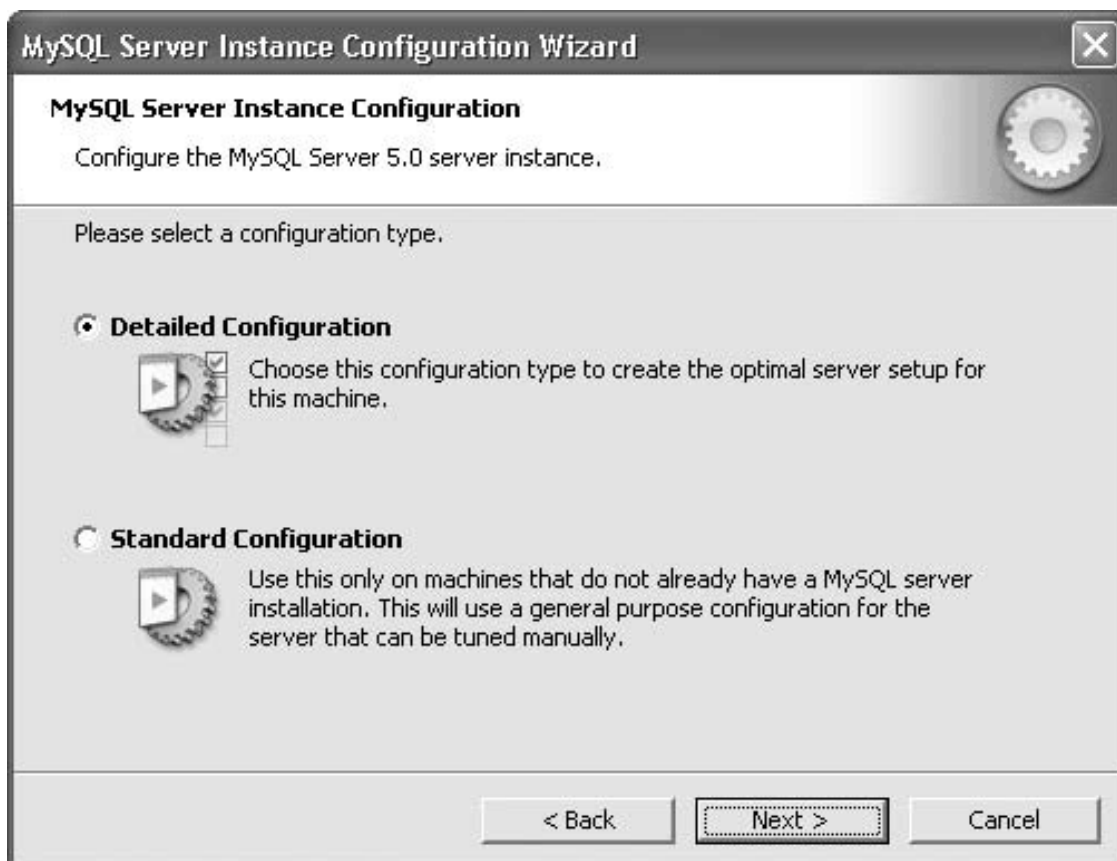 MySQL Server Instance Configuration Wizard
MySQL Server Instance Configuration
Configure the MySQL Server 5.0 server instance.
Please select a configuration type.
Detailed Configuration
Choose this configuration type to create the optimal server setup for
this machine.
Standard Configuration
Use this only on machines that do not already have a MySQL server
installation. This will use a general purpose configuration for the
server that can be tuned manually.
< Back
Next >
Cancel